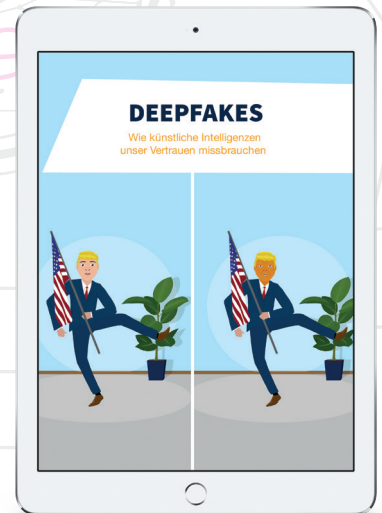 DEEPFAKES
Wie künstliche Intelligenzen
unser Vertrauen missbrauchen